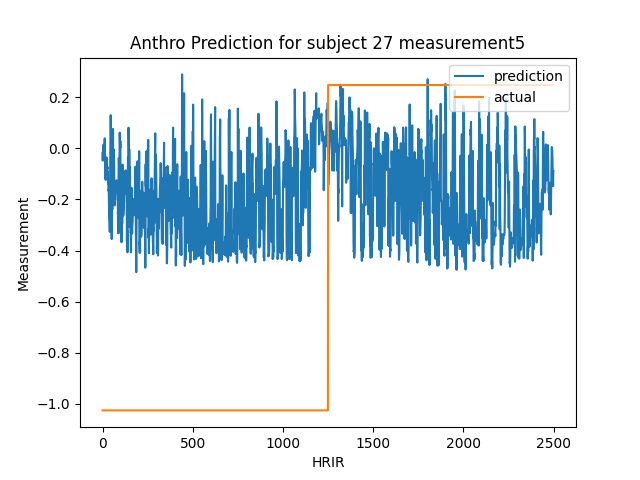 Anthro Prediction for subject 27 measurement5
prediction
actual
Measurement
0.2
0.0
−0.2
−0.4
−0.6
−0.8
−1.0
0 500 1000 1500 2000 2500
HRIR